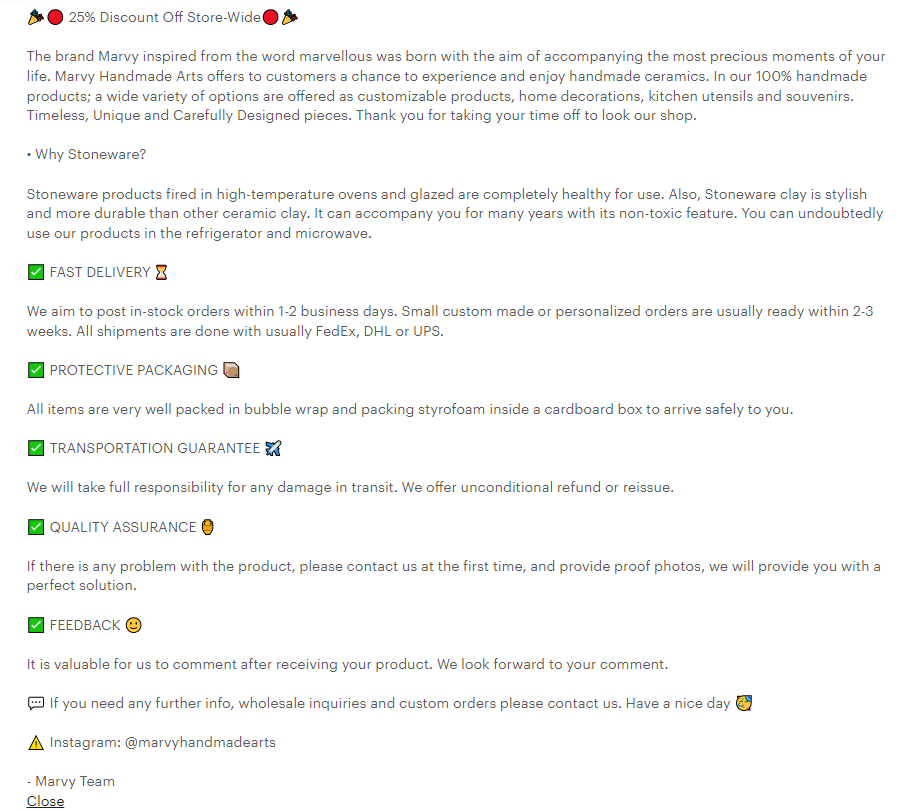 🎉🔴 25% Discount Off Store-Wide🔴🎉
The brand Marvy inspired from the word marvellous was born with the aim of accompanying the most precious moments of your
life. Marvy Handmade Arts offers to customers a chance to experience and enjoy handmade ceramics. In our 100% handmade
products; a wide variety of options are offered as customizable products, home decorations, kitchen utensils and souvenirs.
Timeless, Unique and Carefully Designed pieces. Thank you for taking your time off to look our shop.
• Why Stoneware?
Stoneware products fired in high-temperature ovens and glazed are completely healthy for use. Also, Stoneware clay is stylish
and more durable than other ceramic clay. It can accompany you for many years with its non-toxic feature. You can undoubtedly
use our products in the refrigerator and microwave.
✅ FAST DELIVERY ⏳
We aim to post in-stock orders within 1-2 business days. Small custom made or personalized orders are usually ready within 2-3
weeks. All shipments are done with usually FedEx, DHL or UPS.
✅ PROTECTIVE PACKAGING 📦
All items are very well packed in bubble wrap and packing styrofoam inside a cardboard box to arrive safely to you.
✅ TRANSPORTATION GUARANTEE ✈️
We will take full responsibility for any damage in transit. We offer unconditional refund or reissue.
✅ QUALITY ASSURANCE 🏺
If there is any problem with the product, please contact us at the first time, and provide proof photos, we will provide you with a
perfect solution.
✅ FEEDBACK 🙂
It is valuable for us to comment after receiving your product. We look forward to your comment.
💬 If you need any further info, wholesale inquiries and custom orders please contact us. Have a nice day 🥰
⚠️ Instagram: @marvyhandmadearts
- Marvy Team
Close